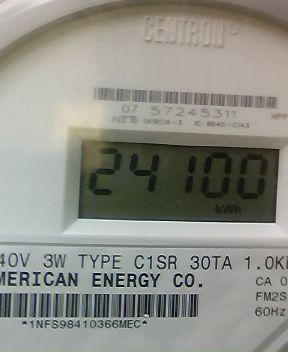 CENTRON®
07 57245311
24100
kWh
40V 3W TYPE C1SR 30TA 1.0K
MERICAN ENERGY CO.
CA 0
FM2S
60Hz
*1NFS98410366MEC*